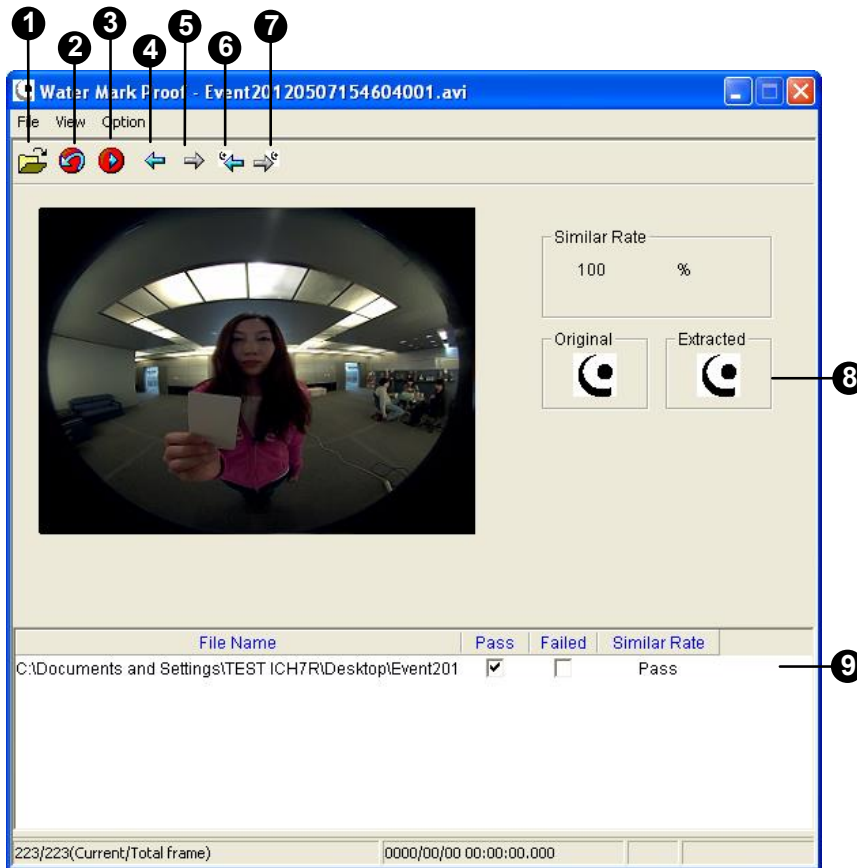 1 2 3 4 5 6 7
Water Mark Proof - Event20120507154604001.avi
File View Option
Similar Rate
100 %
Original Extracted
8
File Name Pass Failed Similar Rate
C:\Documents and Settings\TEST ICH7R\Desktop\Event201 Pass
9
223/223(Current/Total frame) 0000/00/00 00:00:00.000